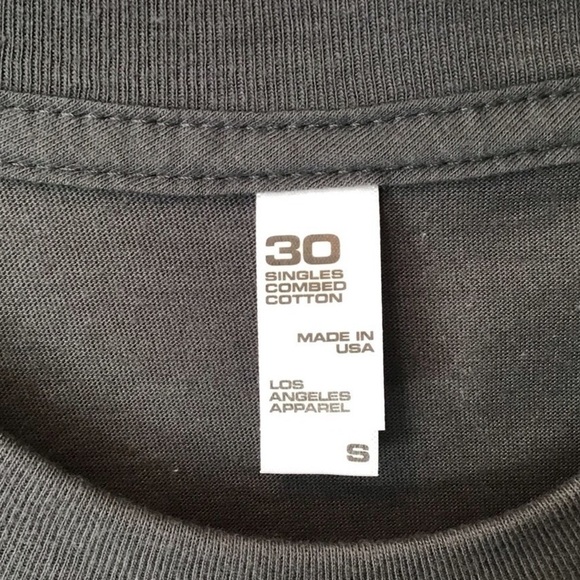 30
SINGLES
COMBED
COTTON
MADE IN
USA
LOS
ANGELES
APPAREL
S